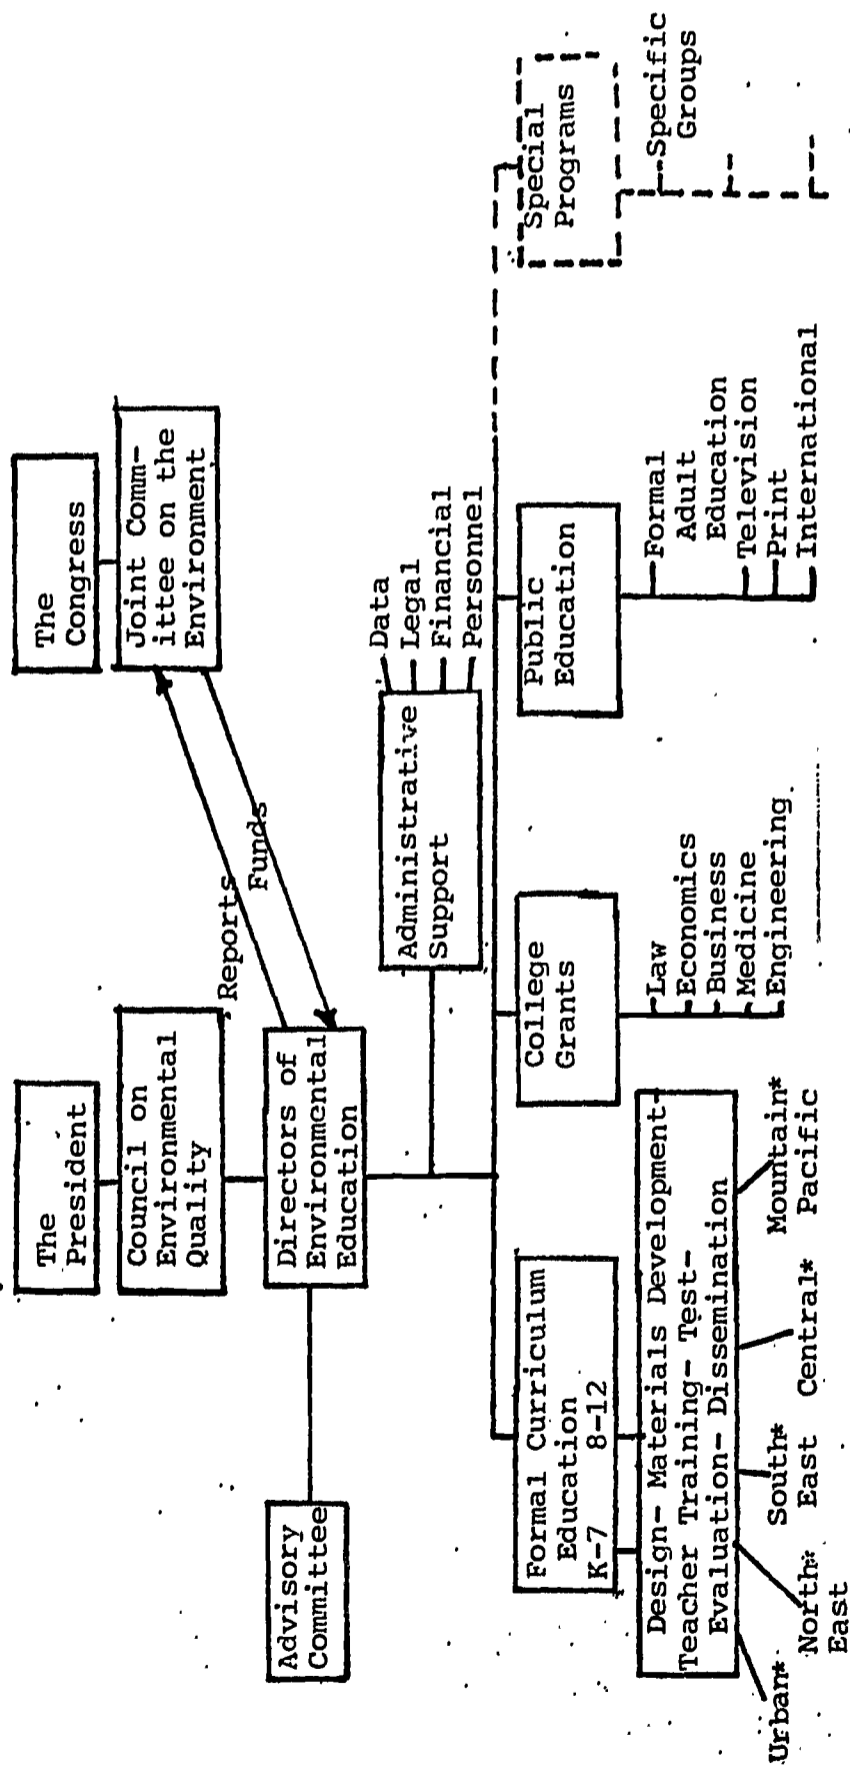 The
President
The
Congress
Council on
Environmental
Quality
Joint Comm-
ittee on the
Environment
Reports
Funds
Advisory
Committee
Directors of
Environmental
Education
Administrative
Support
Data
Legal
Financial
Personnel
Formal Curriculum
Education
K-7 8-12
College
Grants
Public
Education
Special
Programs
Design- Materials Development-
Teacher Training- Test-
Evaluation- Dissemination
Urban*
North*
East
South*
East
Central*
Mountain*
Pacific
Law
Economics
Business
Medicine
Engineering
Formal
Adult
Education
Television
Print
International
Specific
Groups